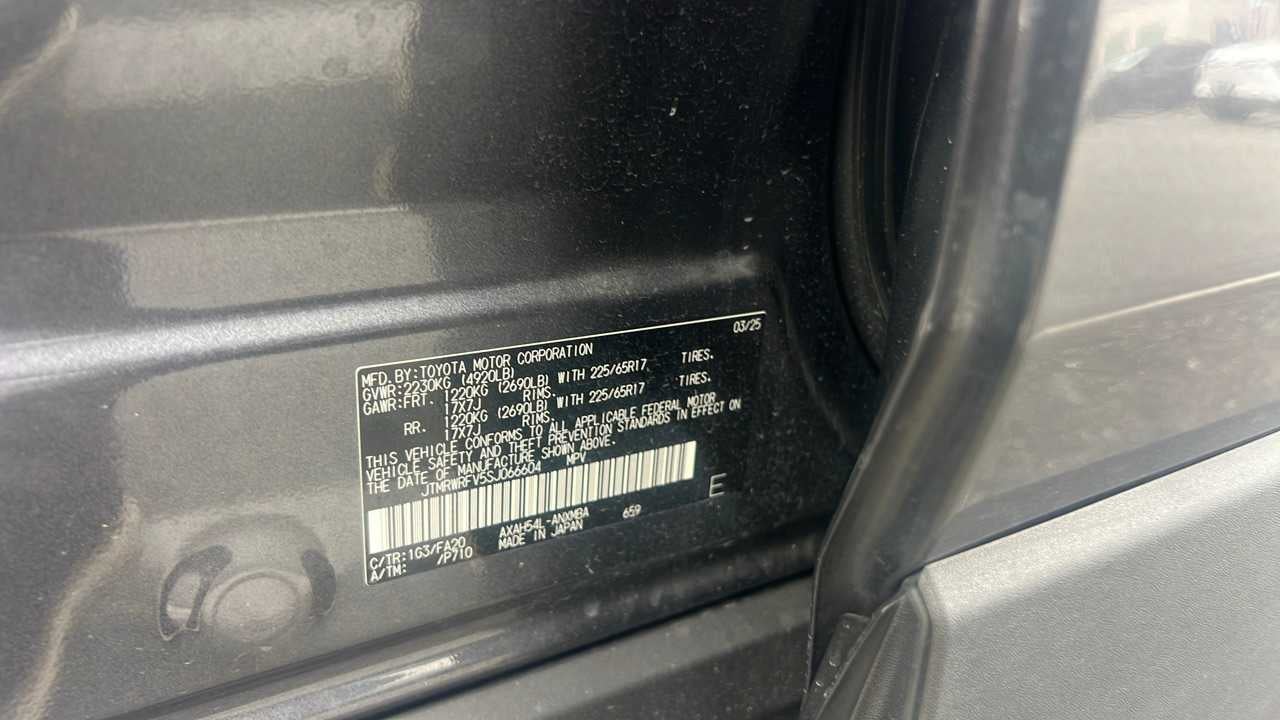 03/25
MFD.BY:TOYOTA MOTOR CORPORATION
GVWR:2230KG (4920LB)
GAWR:FRT. 1220KG (2690LB) WITH 225/65R17 TIRES.
17X7J RIMS.
RR. 1220KG (2690LB) WITH 225/65R17 TIRES.
17X7J RIMS.
THIS VEHICLE CONFORMS TO ALL APPLICABLE FEDERAL MOTOR
VEHICLE SAFETY AND THEFT PREVENTION STANDARDS IN EFFECT ON
THE DATE OF MANUFACTURE SHOWN ABOVE.
JTMRWRFV5SJ066604 MPV
E
C/TR:1G3/FA20 AXAH54L-ANXMBA 659
A/TM: /P710 MADE IN JAPAN